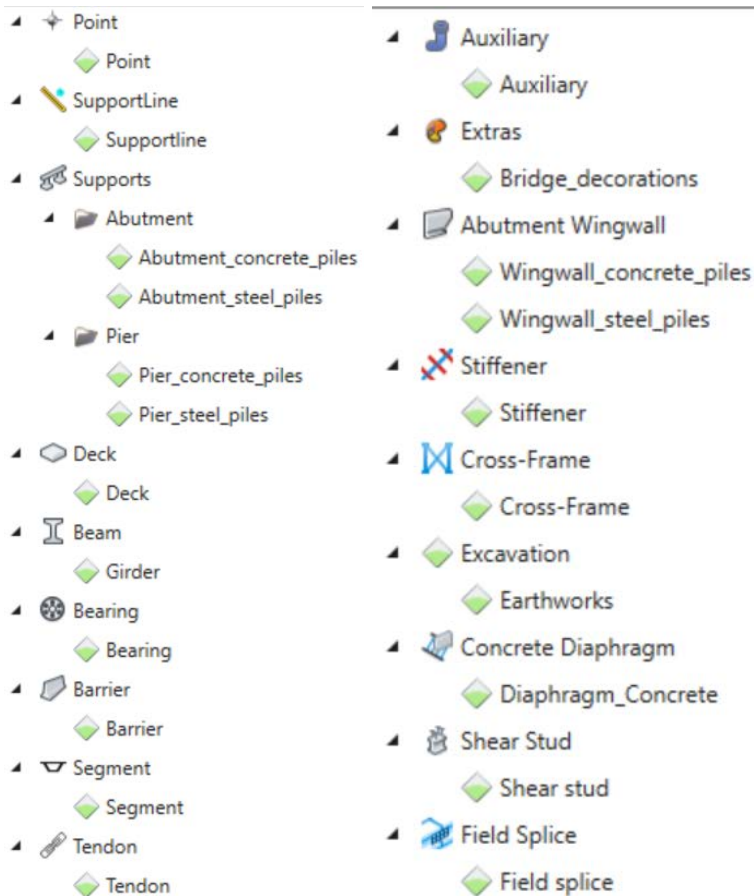 Point
Point
SupportLine
Supportline
Supports
Abutment
Abutment_concrete_piles
Abutment_steel_piles
Pier
Pier_concrete_piles
Pier_steel_piles
Deck
Deck
Beam
Girder
Bearing
Bearing
Barrier
Barrier
Segment
Segment
Tendon
Tendon
Auxiliary
Auxiliary
Extras
Bridge_decorations
Abutment Wingwall
Wingwall_concrete_piles
Wingwall_steel_piles
Stiffener
Stiffener
Cross-Frame
Cross-Frame
Excavation
Earthworks
Concrete Diaphragm
Diaphragm_Concrete
Shear Stud
Shear stud
Field Splice
Field splice